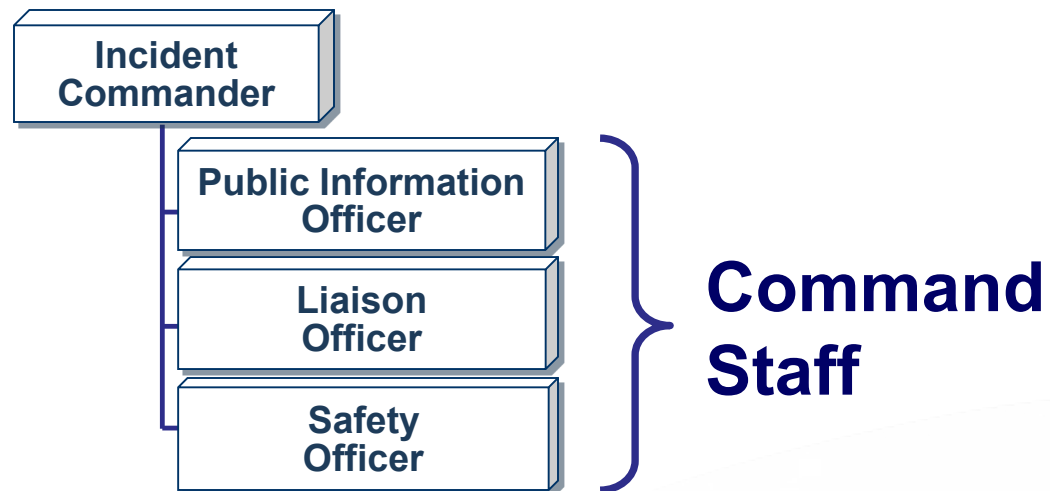 Incident
Commander
Public Information
Officer
Liaison
Officer
Safety
Officer
Command
Staff